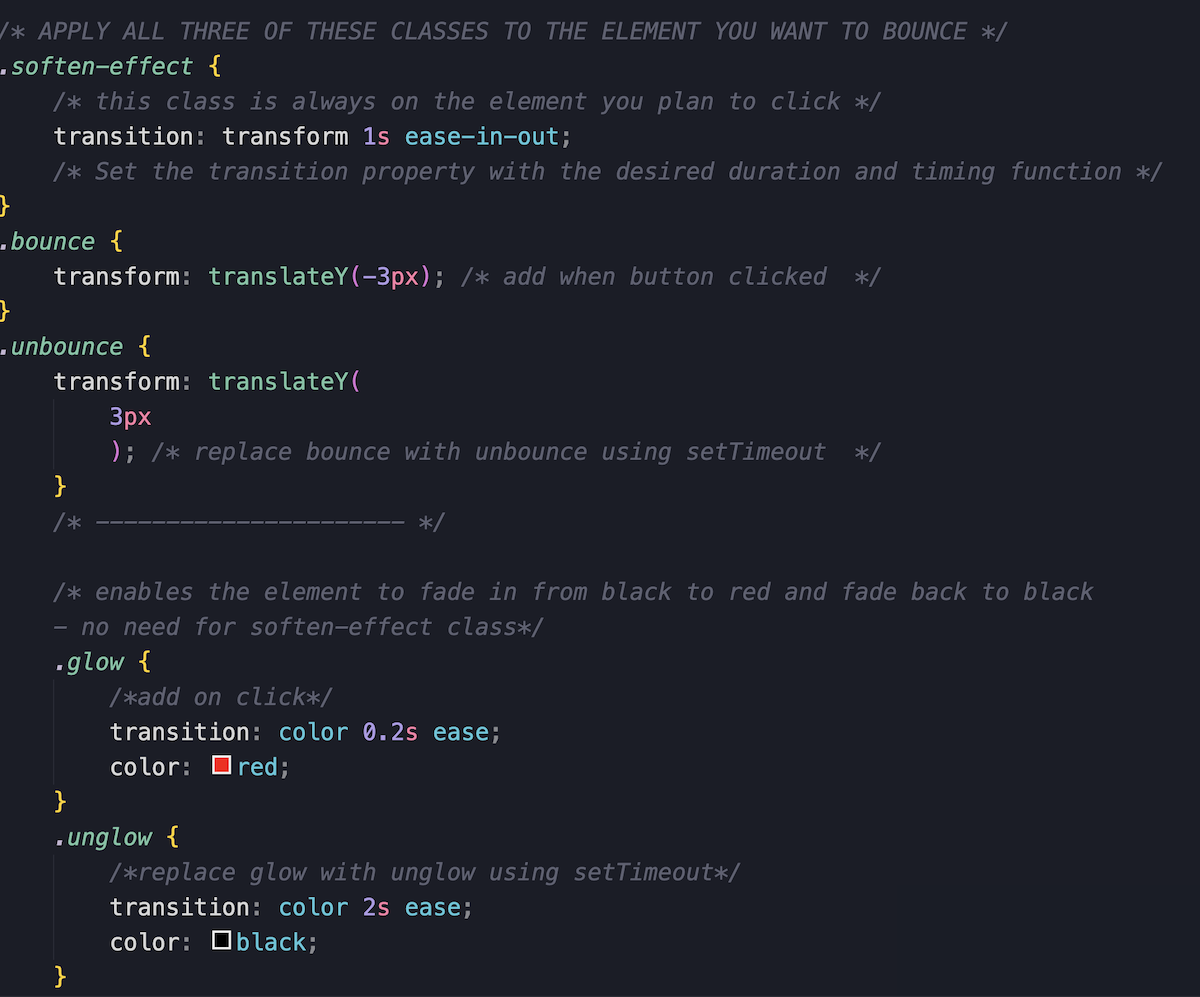 /* APPLY ALL THREE OF THESE CLASSES TO THE ELEMENT YOU WANT TO BOUNCE */
.soften-effect {
    /* this class is always on the element you plan to click */
    transition: transform 1s ease-in-out;
    /* Set the transition property with the desired duration and timing function */
}
.bounce {
    transform: translateY(-3px); /* add when button clicked  */
}
.unbounce {
    transform: translateY(
        3px
        ); /* replace bounce with unbounce using setTimeout  */
    }
    /* ---------------------- */

    /* enables the element to fade in from black to red and fade back to black
    - no need for soften-effect class*/
    .glow {
        /*add on click*/
        transition: color 0.2s ease;
        color: red;
    }
    .unglow {
        /*replace glow with unglow using setTimeout*/
        transition: color 2s ease;
        color: black;
    }